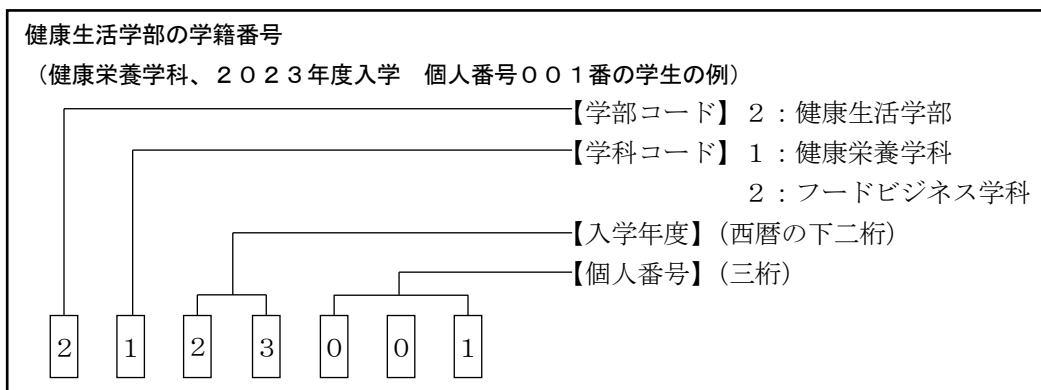 健康生活学部の学籍番号
（健康栄養学科、２０２３年度入学　個人番号００１番の学生の例）
【学部コード】２：健康生活学部
【学科コード】１：健康栄養学科
２：フードビジネス学科
【入学年度】（西暦の下二桁）
【個人番号】（三桁）
２ １ ２ ３ ０ ０ １